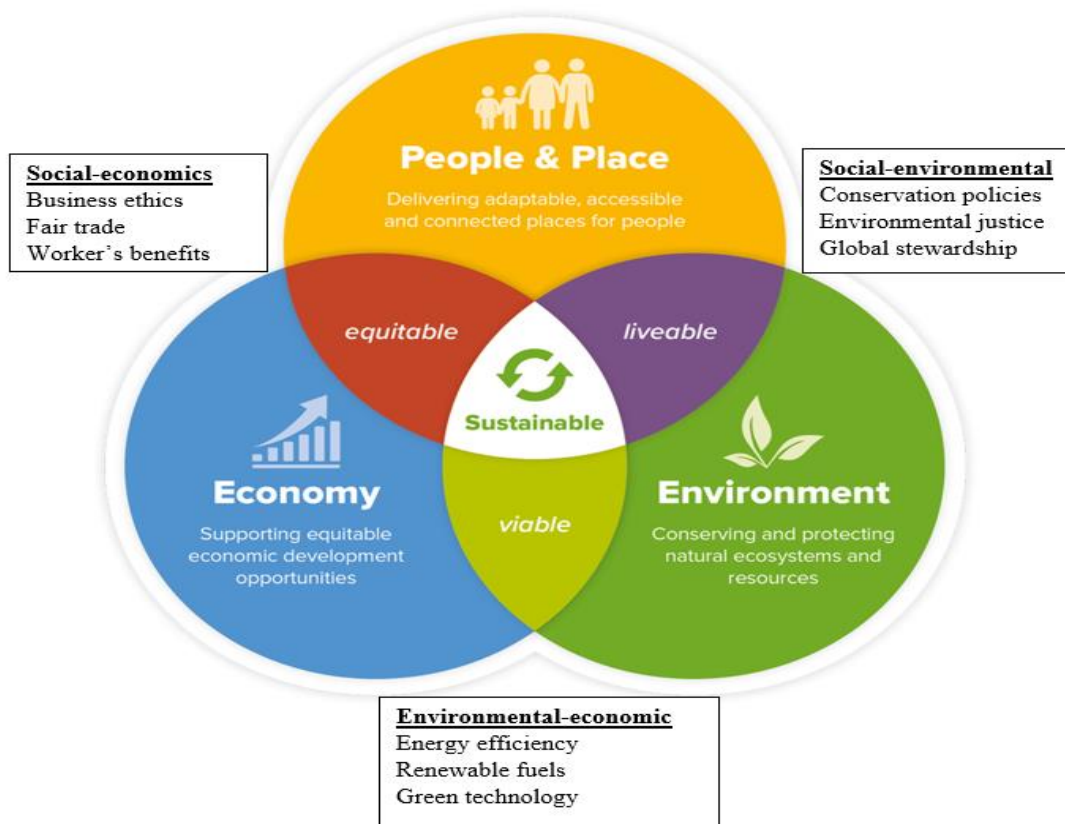 People & Place
Delivering adaptable, accessible
and connected places for people
Social-economics
Business ethics
Fair trade
Worker’s benefits
Social-environmental
Conservation policies
Environmental justice
Global stewardship
equitable
liveable
Sustainable
Economy
Supporting equitable
economic development
opportunities
viable
Environment
Conserving and protecting
natural ecosystems and
resources
Environmental-economic
Energy efficiency
Renewable fuels
Green technology